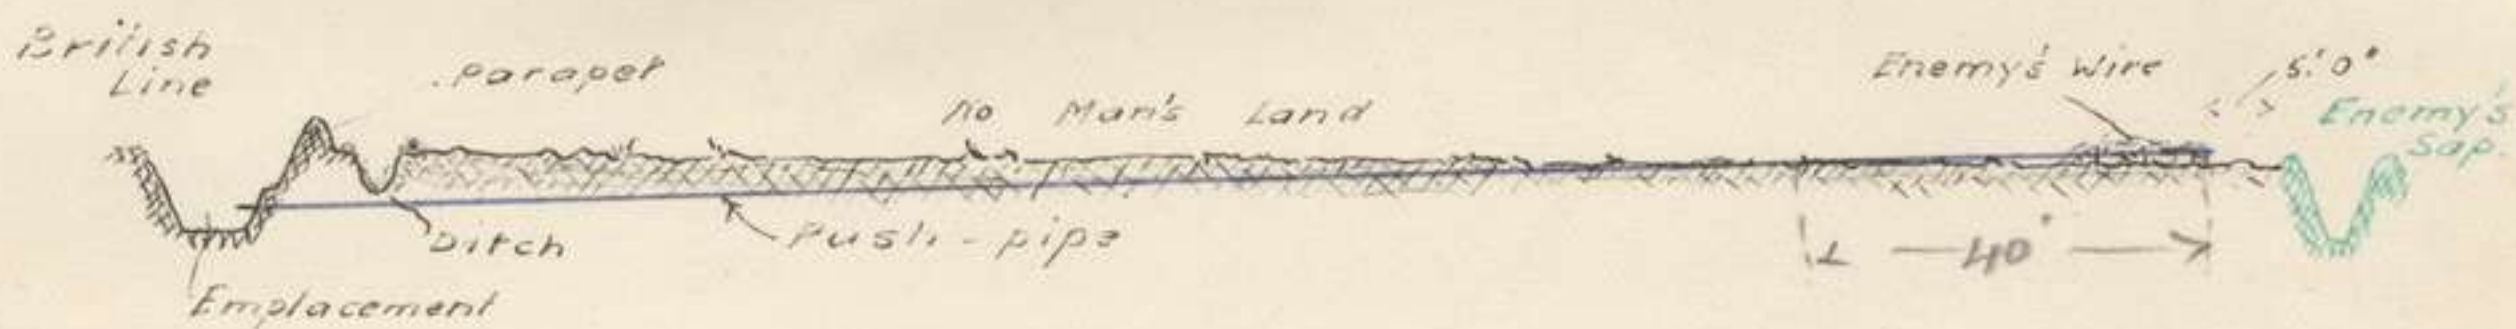 British
Line
Parapet
No Man's Land
Enemy's Wire
5'.0"
Enemy's
Sap.
Ditch
Push-pipe
40'
Emplacement